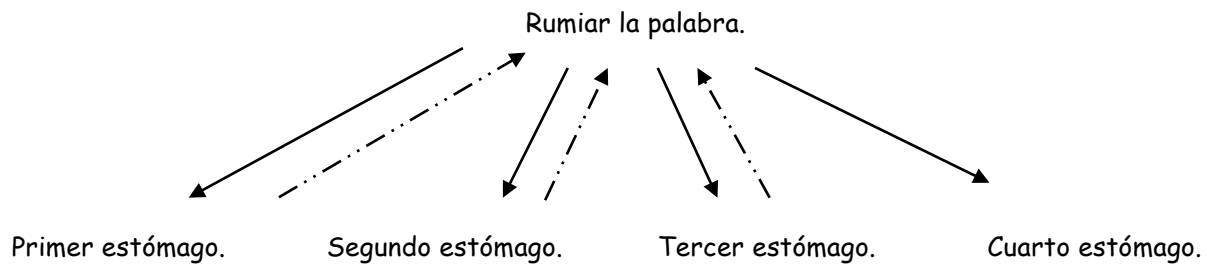 Rumiar la palabra.
Primer estómago. Segundo estómago. Tercer estómago. Cuarto estómago.